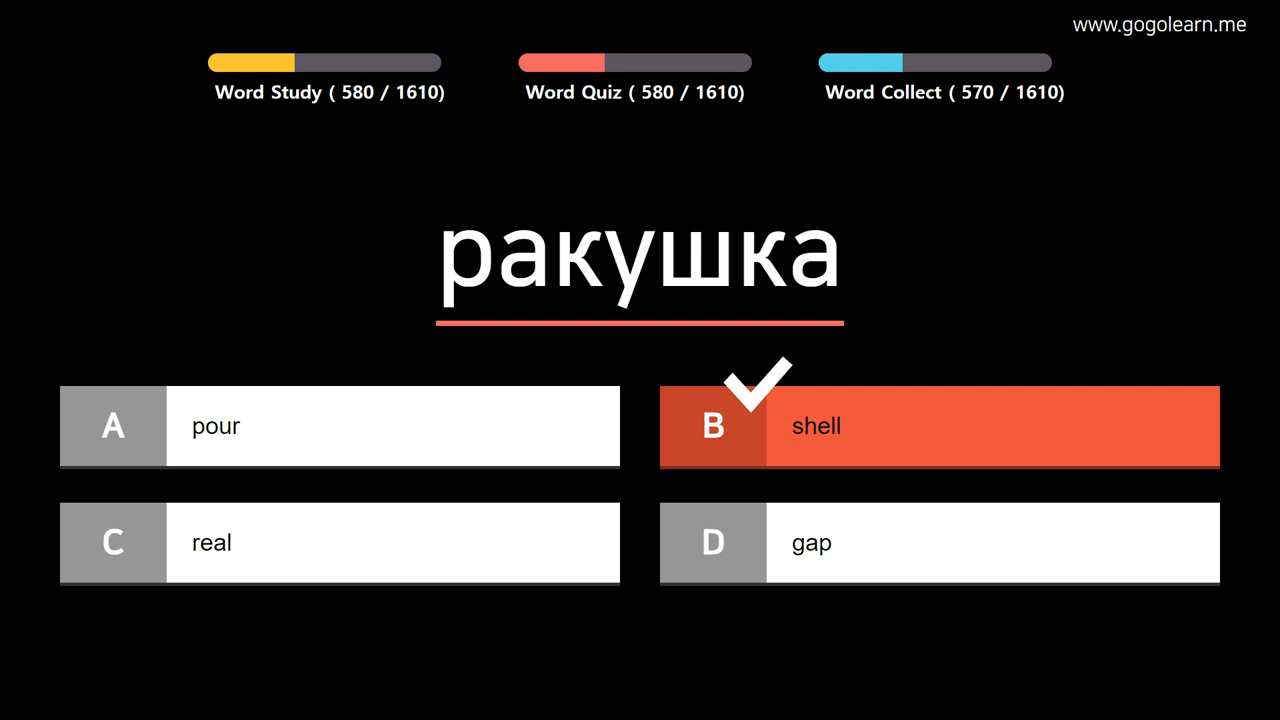 www.gogolearn.me
Word Study ( 580 / 1610)
Word Quiz ( 580 / 1610)
Word Collect ( 570 / 1610)
ракушка
A pour
B shell
C real
D gap